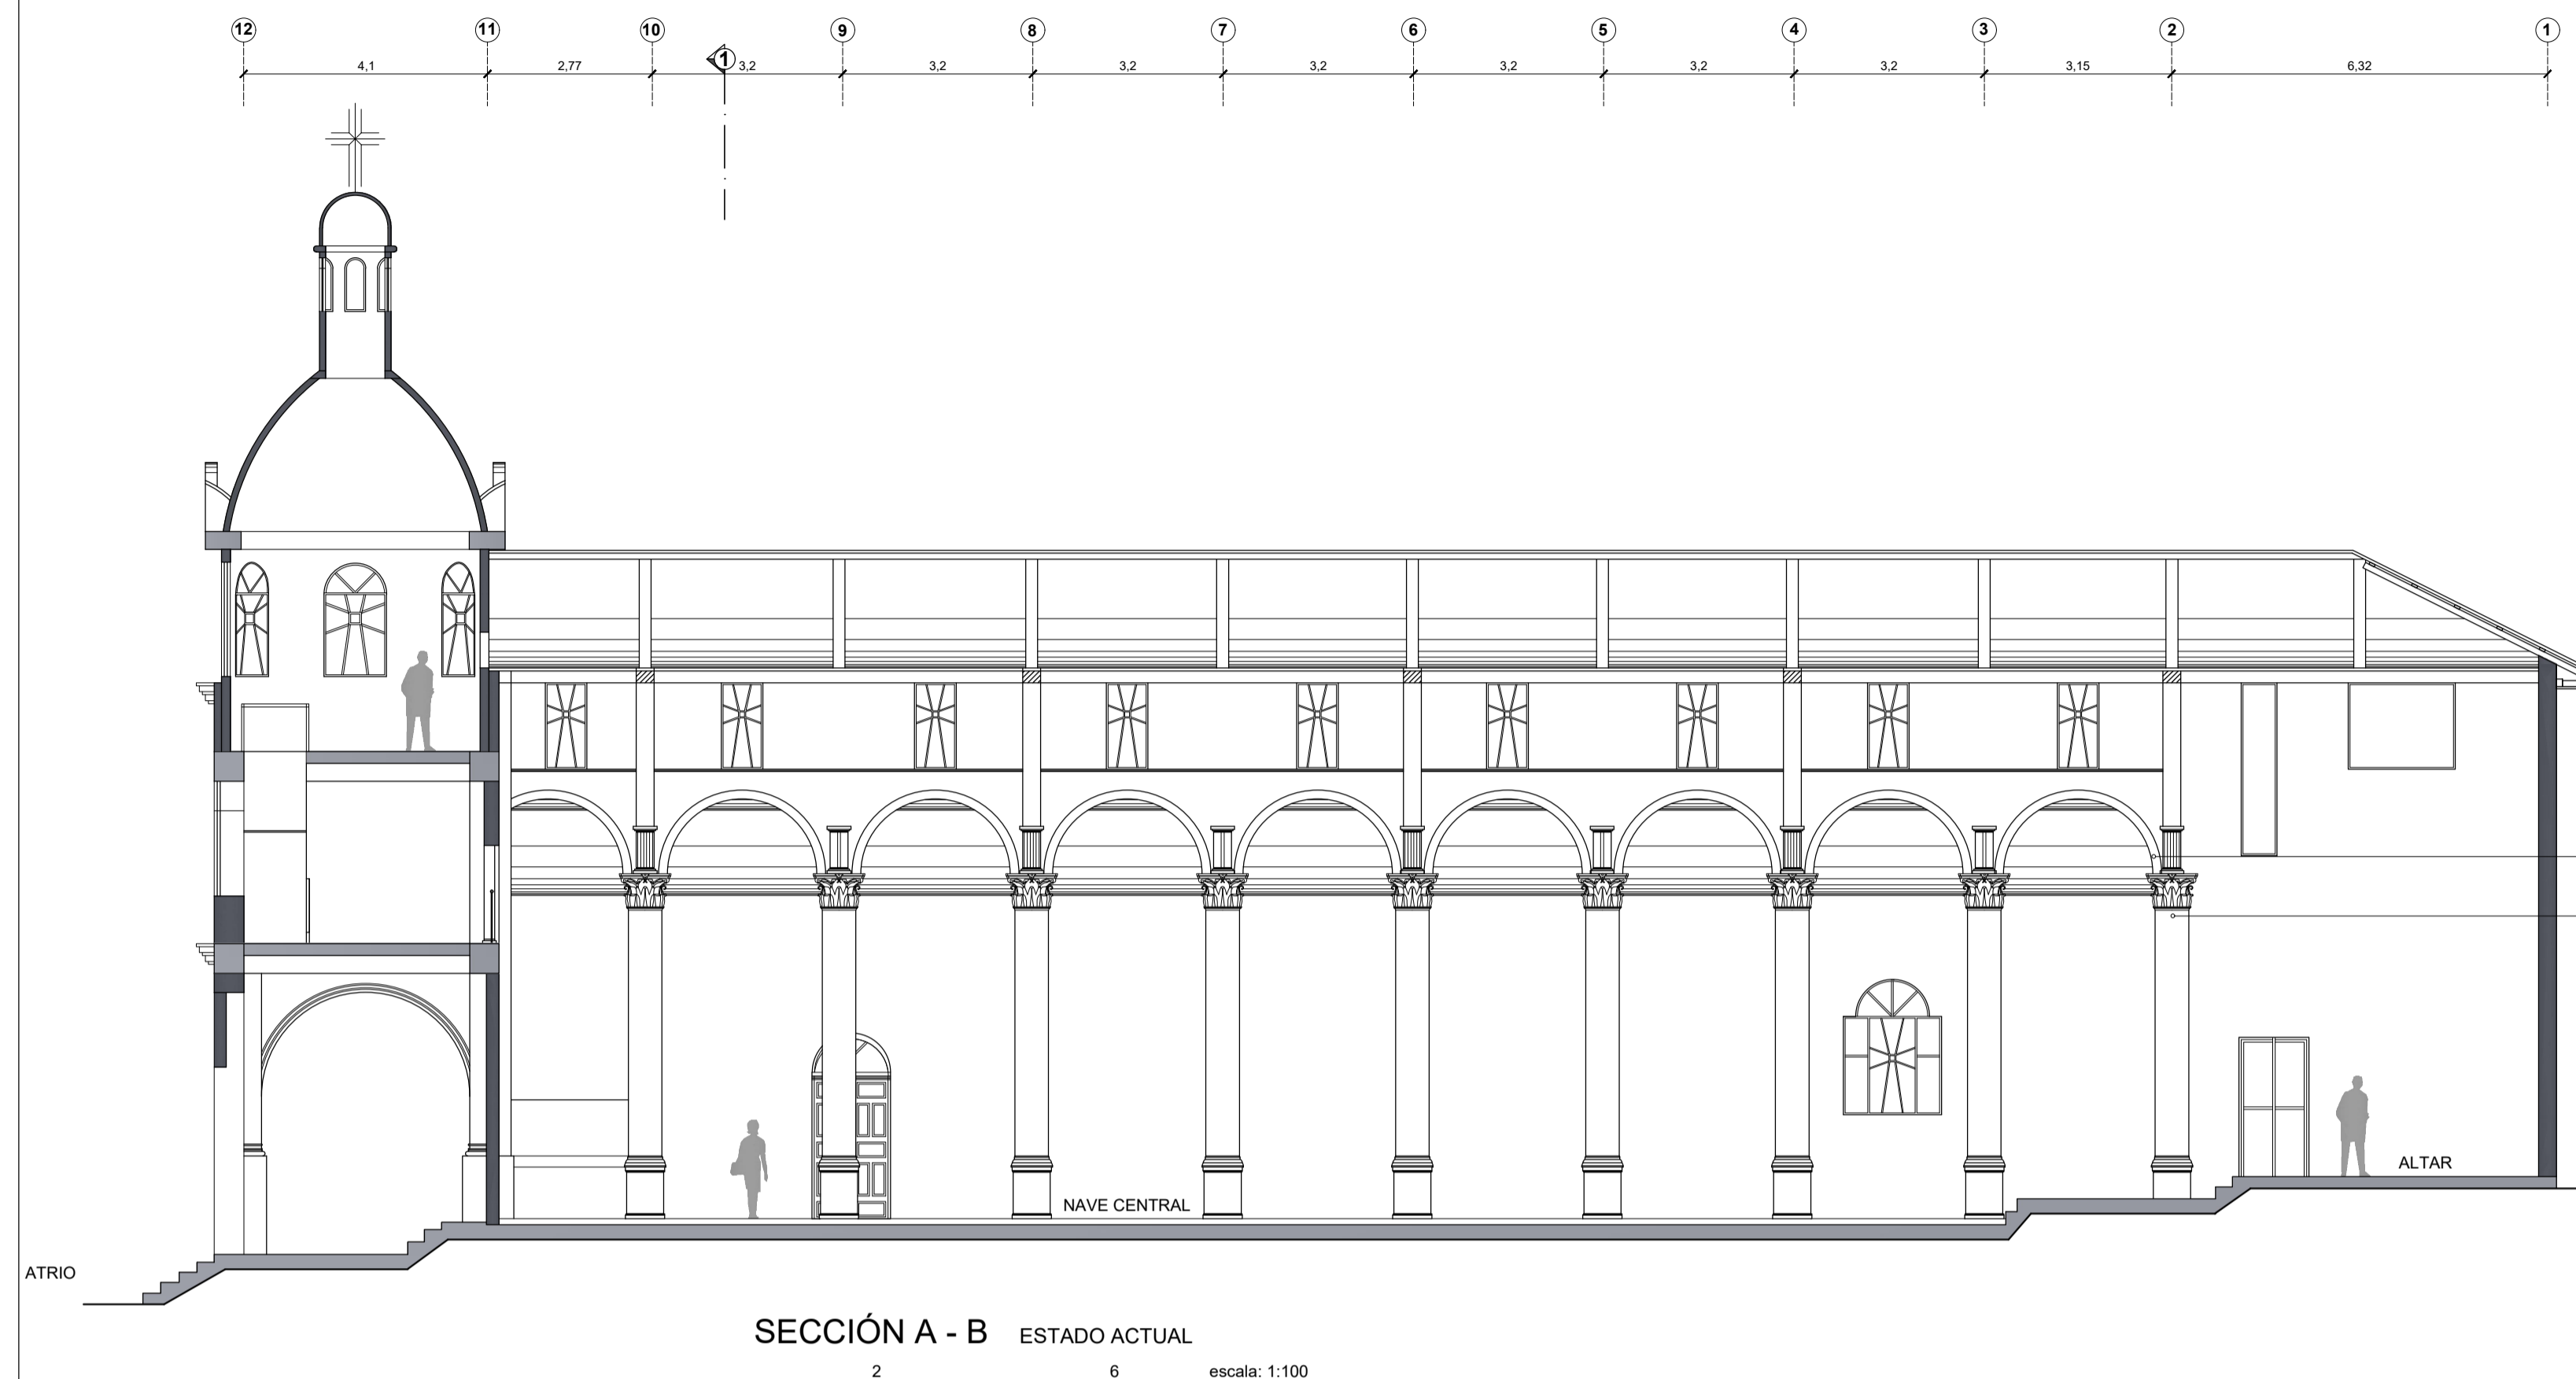 12 11 10 9 8 7 6 5 4 3 2 1
1
4,1 2,77 3,2 3,2 3,2 3,2 3,2 3,2 3,2 3,15 6,32
ALTAR
NAVE CENTRAL
ATRIO
SECCIÓN A - B ESTADO ACTUAL
2 6 escala: 1:100